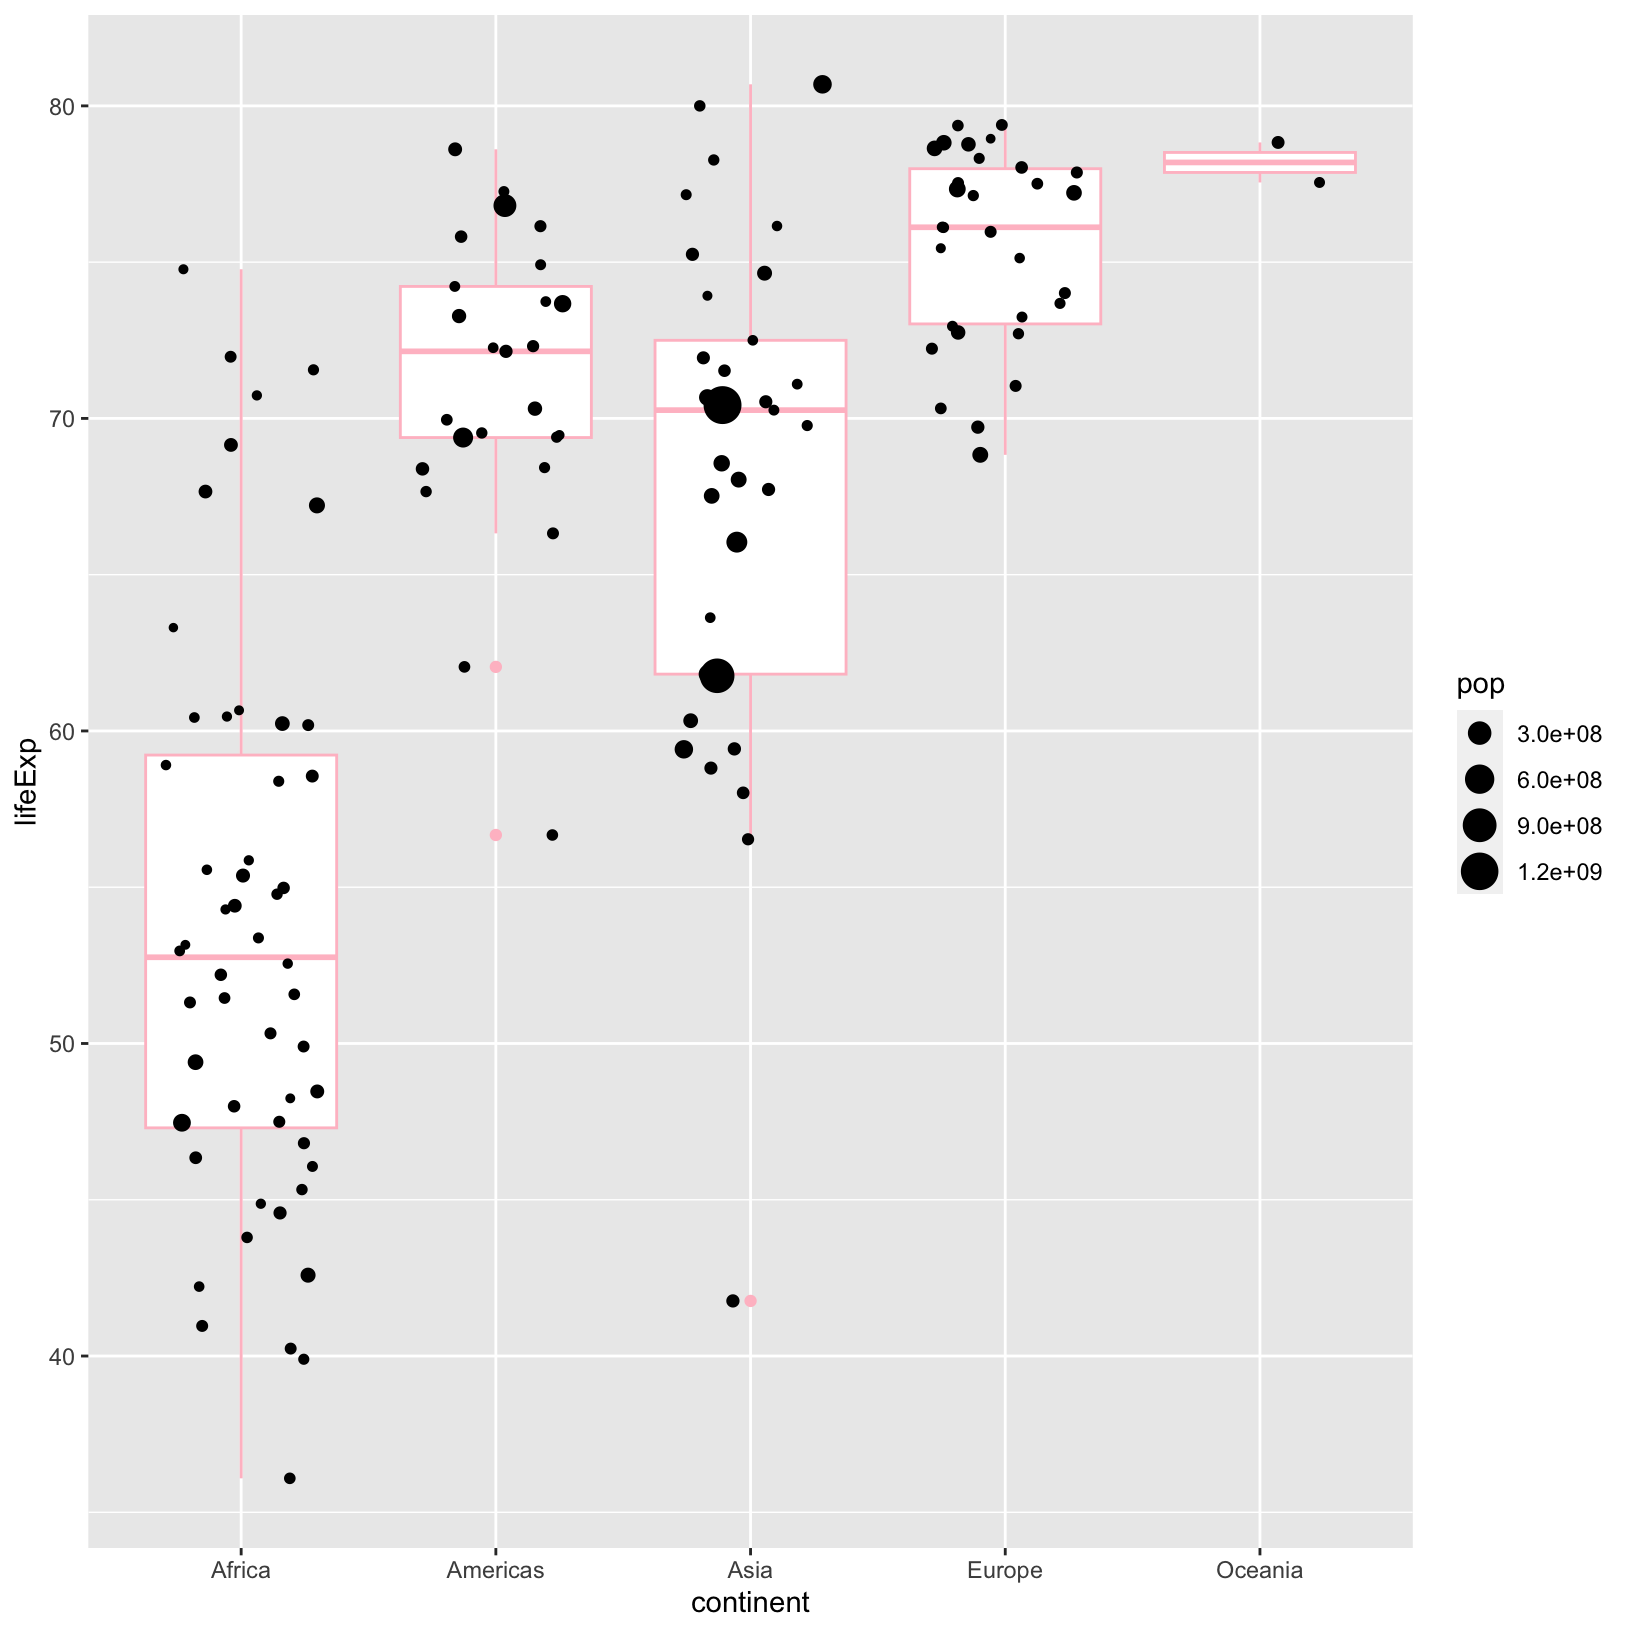 80
70
60
50
40
lifeExp
Africa
Americas
Asia
Europe
Oceania
continent
pop
3.0e+08
6.0e+08
9.0e+08
1.2e+09